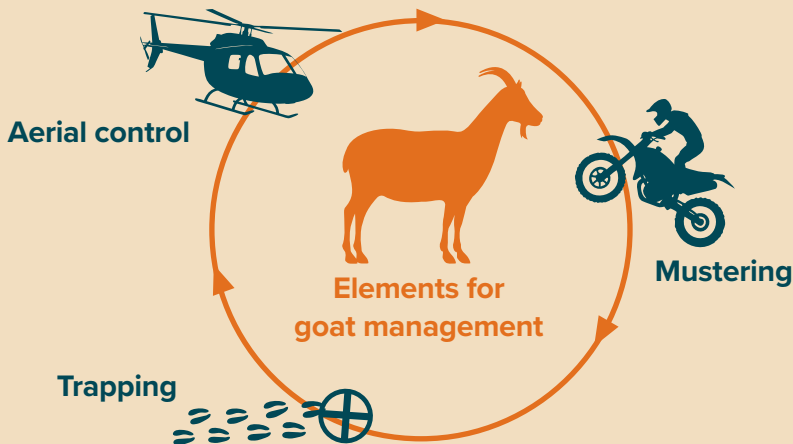 Aerial control
Mustering
Elements for
goat management
Trapping